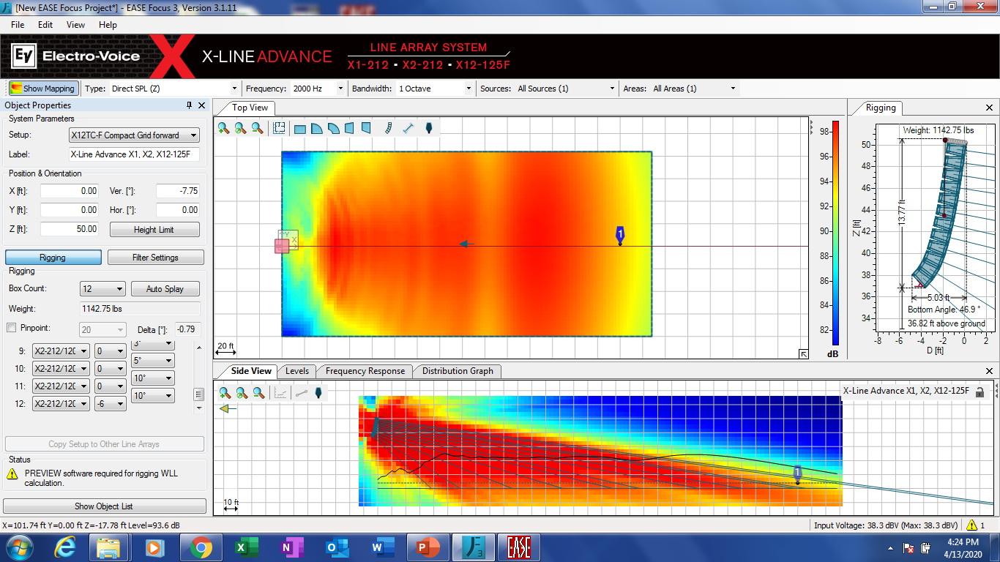 [New EASE Focus Project*] - EASE Focus 3, Version 3.1.11
File Edit View Help
EV Electro-Voice X X-LINE ADVANCE LINE ARRAY SYSTEM
X1-212 ▪ X2-212 ▪ X12-125F
Show Mapping Type: Direct SPL (Z) Frequency: 2000 Hz Bandwidth: 1 Octave Sources: All Sources (1) Areas: All Areas (1)
Object Properties
System Parameters
Setup: X12TC-F Compact Grid forward
Label: X-Line Advance X1, X2, X12-125F
Position & Orientation
X [ft]: 0.00 Ver. [°]: -7.75
Y [ft]: 0.00 Hor. [°]: 0.00
Z [ft]: 50.00 Height Limit
Rigging Filter Settings
Rigging
Box Count: 12 Auto Splay
Weight: 1142.75 lbs
Pinpoint: 20 Delta [°]: -0.79
3°
9: X2-212/120 0
5°
10: X2-212/120 0
10°
11: X2-212/120 0
10°
12: X2-212/120 -6
Copy Setup to Other Line Arrays
Status
PREVIEW software required for rigging WLL
calculation.
Show Object List
Top View
Y
X
1
20 ft
98
96
94
92
90
88
86
84
82
dB
Rigging
Weight: 1142.75 lbs
50
48
46
44
42
40
38
36
34
Z [ft]
13.77 ft
5.03 ft
Bottom Angle: 46.9 °
36.82 ft above ground
-8 -6 -4 -2 0 2
D [ft]
Side View Levels Frequency Response Distribution Graph
X-Line Advance X1, X2, X12-125F
1
10 ft
X=101.74 ft Y=0.00 ft Z=-17.78 ft Level=93.6 dB
Input Voltage: 38.3 dBV (Max: 38.3 dBV) 1
EASE
4:24 PM
4/13/2020